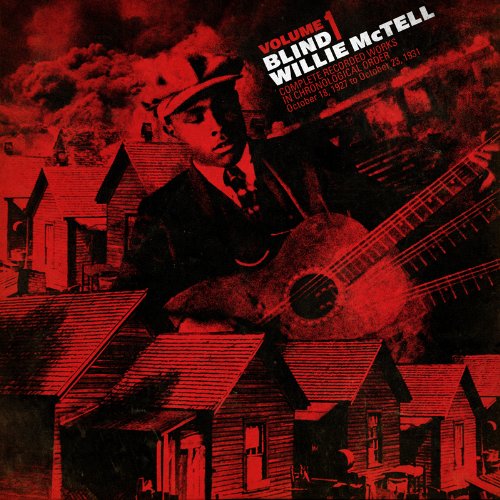 VOLUME 1
BLIND
WILLIE McTELL
COMPLETE RECORDED WORKS
IN CHRONOLOGICAL ORDER
October 18, 1927 to October 23, 1931